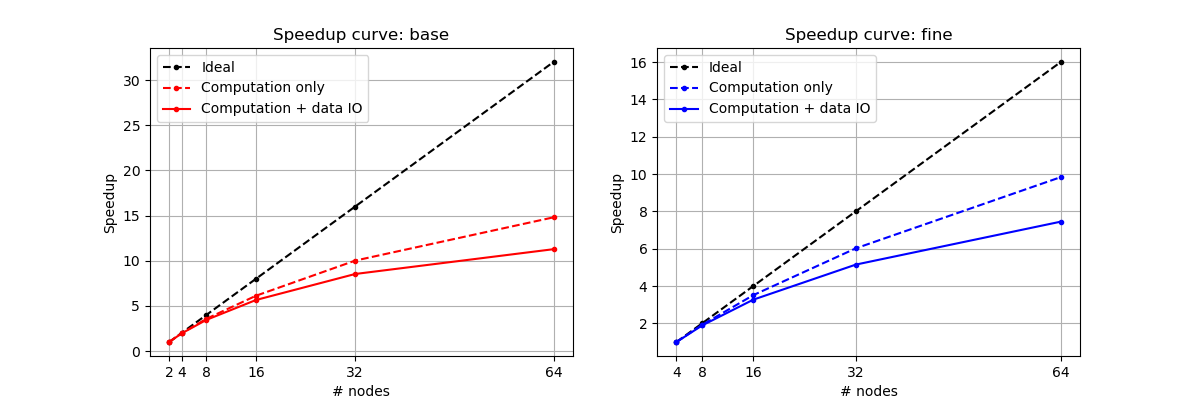 Speedup curve: base
Ideal
Computation only
Computation + data IO
30
25
20
15
10
5
0
Speedup
2 4 8 16 32 64
# nodes
Speedup curve: fine
Ideal
Computation only
Computation + data IO
16
14
12
10
8
6
4
2
Speedup
4 8 16 32 64
# nodes